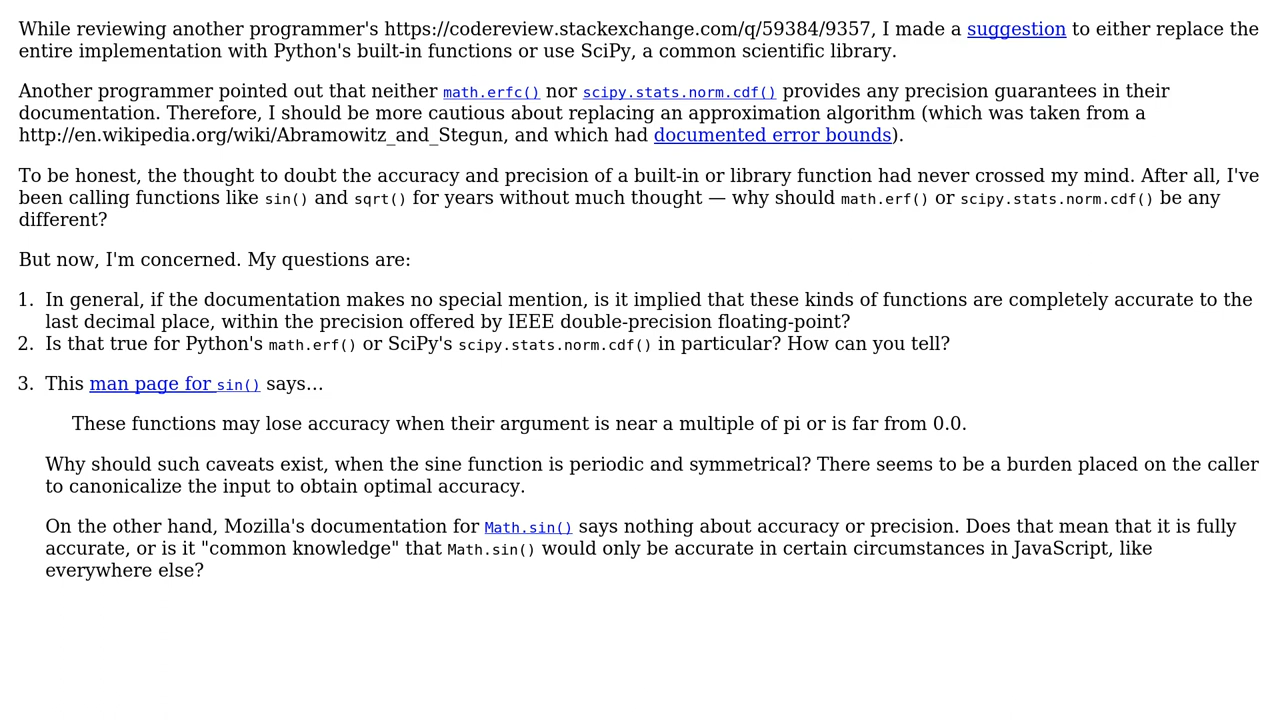 While reviewing another programmer's https://codereview.stackexchange.com/q/59384/9357, I made a suggestion to either replace the
entire implementation with Python's built-in functions or use SciPy, a common scientific library.
Another programmer pointed out that neither math.erfc() nor scipy.stats.norm.cdf() provides any precision guarantees in their
documentation. Therefore, I should be more cautious about replacing an approximation algorithm (which was taken from a
http://en.wikipedia.org/wiki/Abramowitz_and_Stegun, and which had documented error bounds).
To be honest, the thought to doubt the accuracy and precision of a built-in or library function had never crossed my mind. After all, I've
been calling functions like sin() and sqrt() for years without much thought — why should math.erf() or scipy.stats.norm.cdf() be any
different?
But now, I'm concerned. My questions are:
1. In general, if the documentation makes no special mention, is it implied that these kinds of functions are completely accurate to the
last decimal place, within the precision offered by IEEE double-precision floating-point?
2. Is that true for Python's math.erf() or SciPy's scipy.stats.norm.cdf() in particular? How can you tell?
3. This man page for sin() says…
These functions may lose accuracy when their argument is near a multiple of pi or is far from 0.0.
Why should such caveats exist, when the sine function is periodic and symmetrical? There seems to be a burden placed on the caller
to canonicalize the input to obtain optimal accuracy.
On the other hand, Mozilla's documentation for Math.sin() says nothing about accuracy or precision. Does that mean that it is fully
accurate, or is it "common knowledge" that Math.sin() would only be accurate in certain circumstances in JavaScript, like
everywhere else?